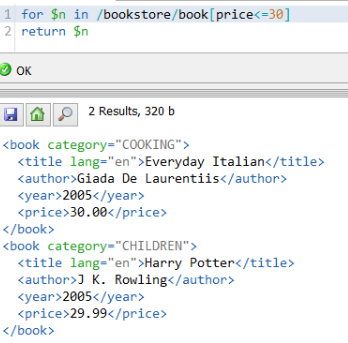 1 for $n in /bookstore/book[price<=30]
2 return $n
OK
2 Results, 320 b
<book category="COOKING">
  <title lang="en">Everyday Italian</title>
  <author>Giada De Laurentiis</author>
  <year>2005</year>
  <price>30.00</price>
</book>
<book category="CHILDREN">
  <title lang="en">Harry Potter</title>
  <author>J K. Rowling</author>
  <year>2005</year>
  <price>29.99</price>
</book>